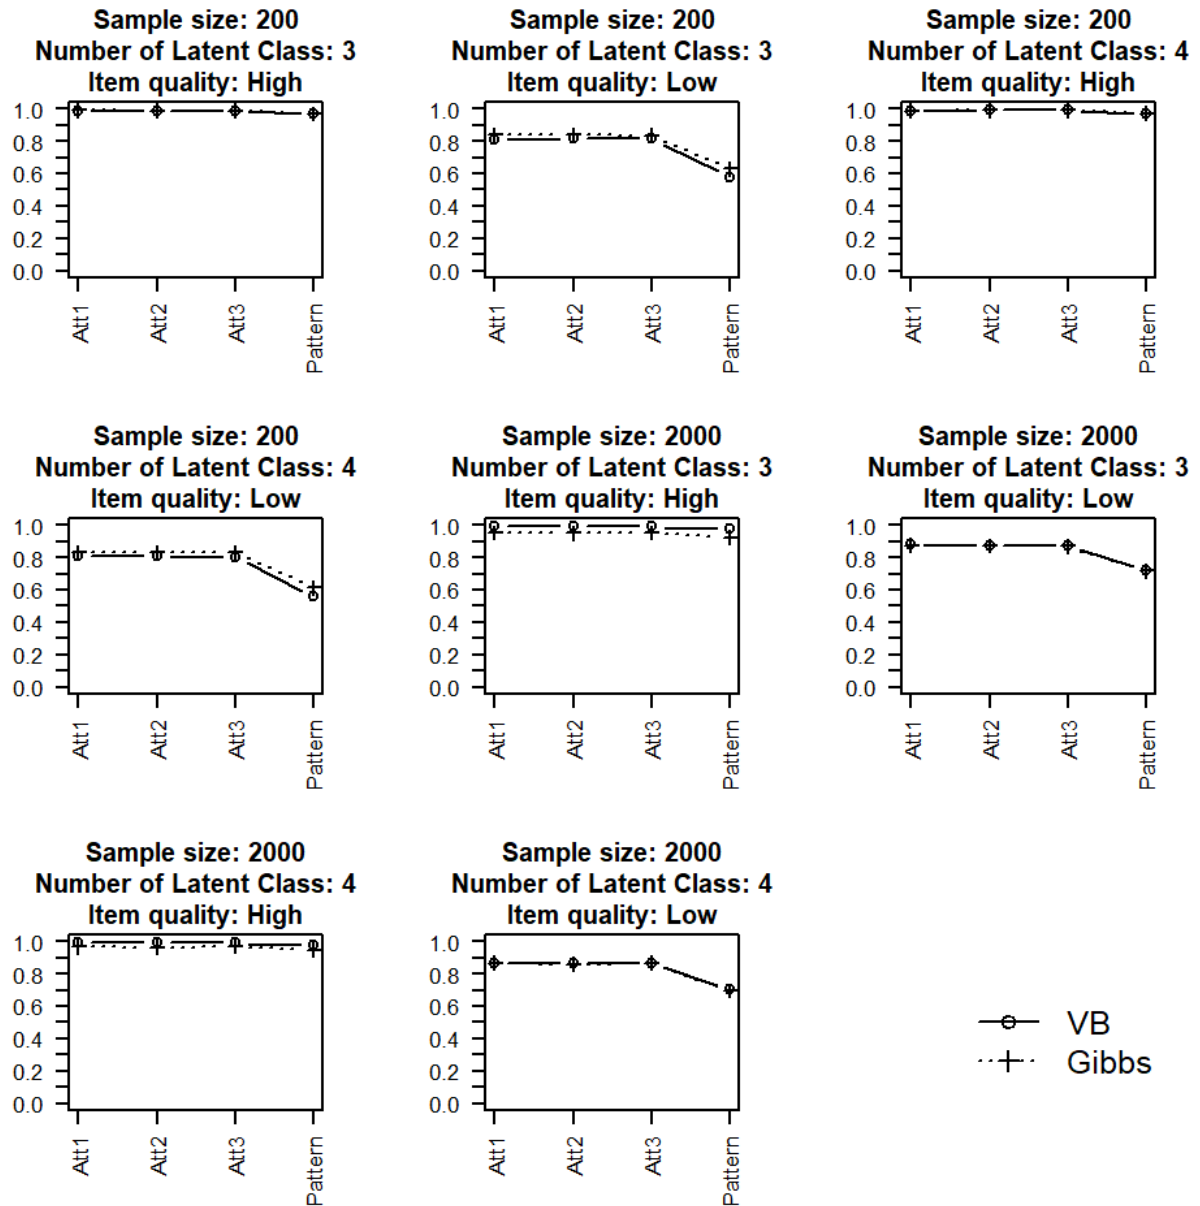 Sample size: 200
Number of Latent Class: 3
Item quality: High
1.0
0.8
0.6
0.4
0.2
0.0
Att1
Att2
Att3
Pattern
Sample size: 200
Number of Latent Class: 3
Item quality: Low
1.0
0.8
0.6
0.4
0.2
0.0
Att1
Att2
Att3
Pattern
Sample size: 200
Number of Latent Class: 4
Item quality: High
1.0
0.8
0.6
0.4
0.2
0.0
Att1
Att2
Att3
Pattern
Sample size: 200
Number of Latent Class: 4
Item quality: Low
1.0
0.8
0.6
0.4
0.2
0.0
Att1
Att2
Att3
Pattern
Sample size: 2000
Number of Latent Class: 3
Item quality: High
1.0
0.8
0.6
0.4
0.2
0.0
Att1
Att2
Att3
Pattern
Sample size: 2000
Number of Latent Class: 3
Item quality: Low
1.0
0.8
0.6
0.4
0.2
0.0
Att1
Att2
Att3
Pattern
Sample size: 2000
Number of Latent Class: 4
Item quality: High
1.0
0.8
0.6
0.4
0.2
0.0
Att1
Att2
Att3
Pattern
Sample size: 2000
Number of Latent Class: 4
Item quality: Low
1.0
0.8
0.6
0.4
0.2
0.0
Att1
Att2
Att3
Pattern
VB
Gibbs